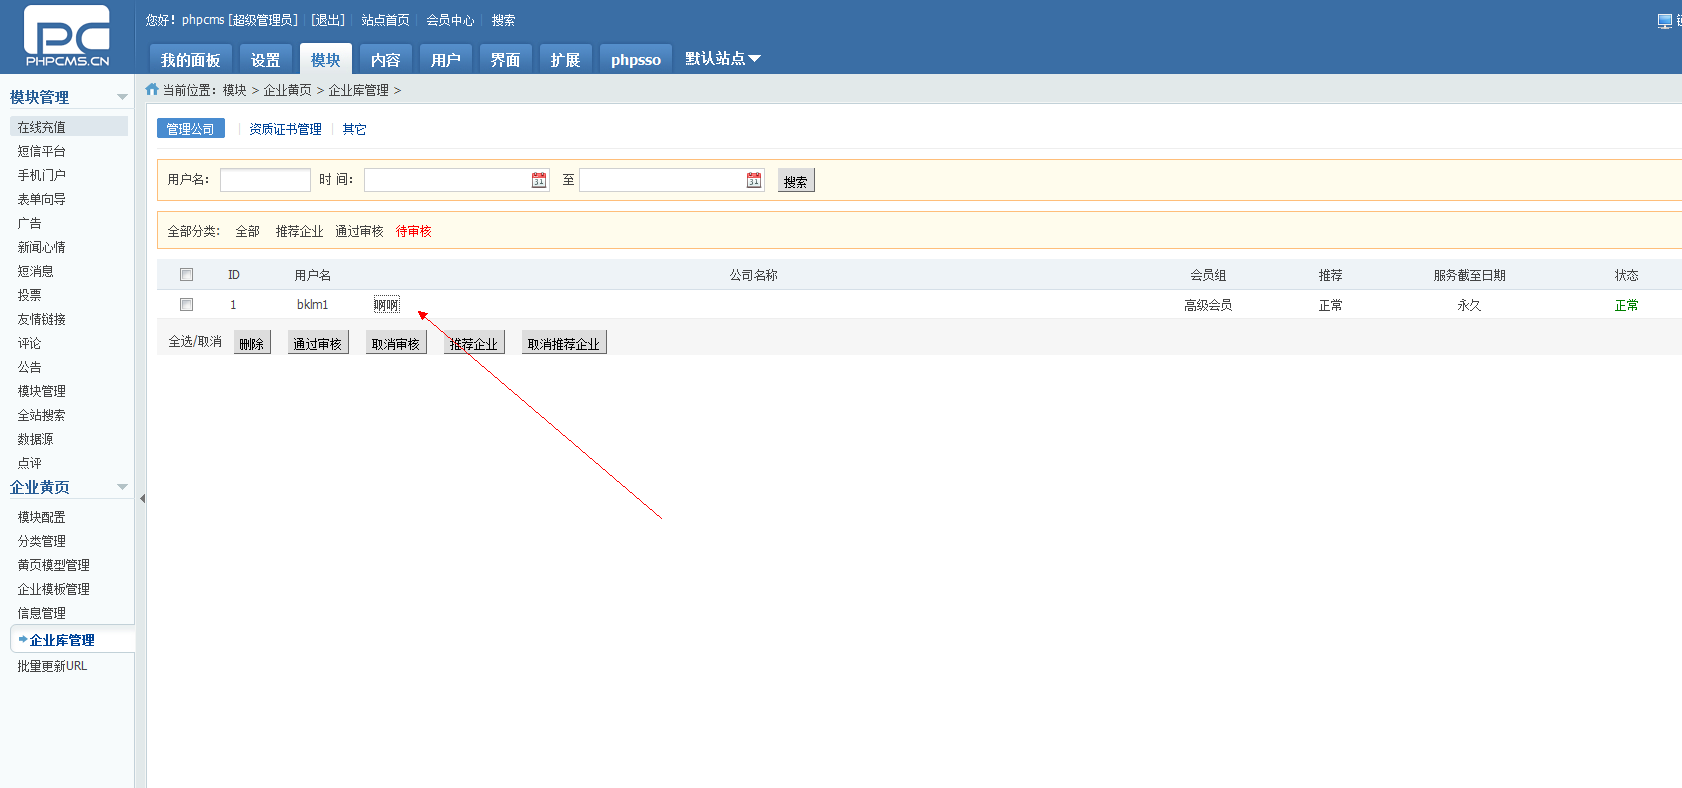 PHPCMS.CN
您好！phpcms [超级管理员] [退出] 站点首页 会员中心 搜索
我的面板 设置 模块 内容 用户 界面 扩展 phpsso 默认站点
当前位置：模块 > 企业黄页 > 企业库管理 >
模块管理
在线充值
短信平台
手机门户
表单向导
广告
新闻心情
短消息
投票
友情链接
评论
公告
模块管理
全站搜索
数据源
点评
企业黄页
模块配置
分类管理
黄页模型管理
企业模板管理
信息管理
企业库管理
批量更新URL
管理公司 资质证书管理 其它
用户名： 时 间： 31 至 31 搜索
全部分类： 全部 推荐企业 通过审核 待审核
ID 用户名 公司名称 会员组 推荐 服务截至日期 状态
1 bklm1 啊啊 高级会员 正常 永久 正常
全选/取消 删除 通过审核 取消审核 推荐企业 取消推荐企业